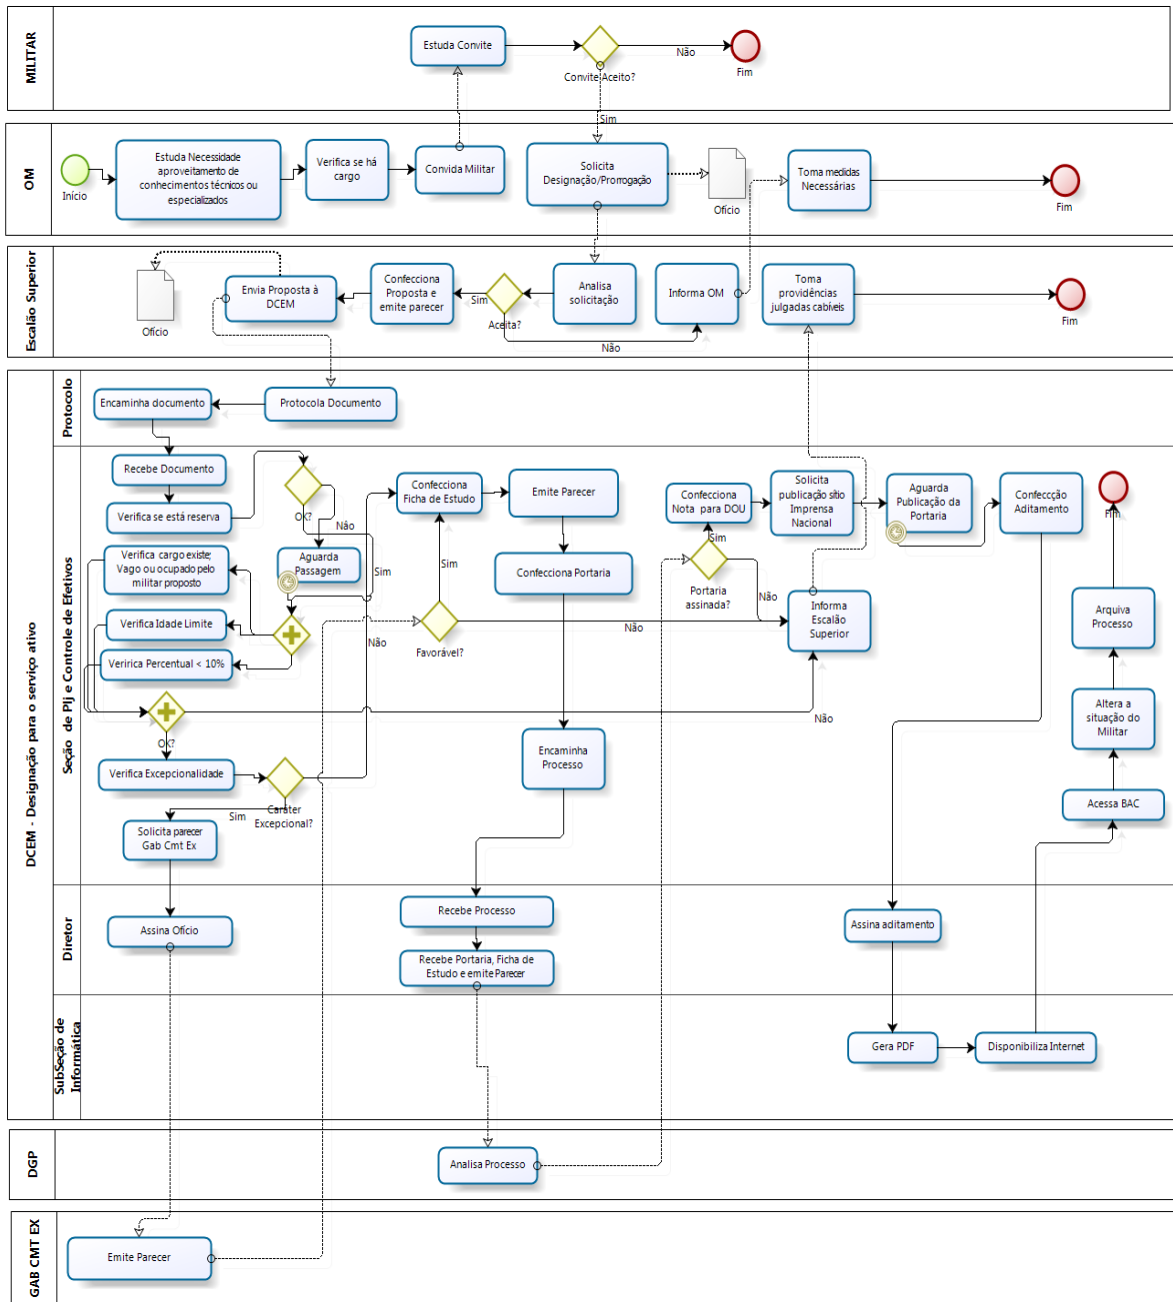 MILITAR
Estuda Convite
Convite Aceito?
Não
Fim
Sim
OM
Início
Estuda Necessidade
aproveitamento de
conhecimentos técnicos ou
especializados
Verifica se há
cargo
Convida Militar
Solicita
Designação/Prorrogação
Ofício
Toma medidas
Necessárias
Fim
Escalão Superior
Ofício
Envia Proposta à
DCEM
Confecciona
Proposta e
emite parecer
Sim
Aceita?
Não
Analisa
solicitação
Informa OM
Toma
providências
julgadas cabíveis
Fim
DCEM - Designação para o serviço ativo
Protocolo
Encaminha documento
Protocola Documento
Seção de Plj e Controle de Efetivos
Recebe Documento
Verifica se está reserva
OK?
Não
Sim
Aguarda
Passagem
Verifica cargo existe;
Vago ou ocupado pelo
militar proposto
Verifica Idade Limite
Veririca Percentual < 10%
OK?
Não
Verifica Excepcionalidade
Caráter
Excepcional?
Sim
Não
Solicita parecer
Gab Cmt Ex
Confecciona
Ficha de Estudo
Sim
Favorável?
Não
Emite Parecer
Confecciona Portaria
Encaminha
Processo
Confecciona
Nota para DOU
Sim
Portaria
assinada?
Não
Solicita
publicação sítio
Imprensa
Nacional
Informa
Escalão
Superior
Aguarda
Publicação da
Portaria
Confecção
Aditamento
Fim
Arquiva
Processo
Altera a
situação do
Militar
Acessa BAC
Diretor
Assina Ofício
Recebe Processo
Recebe Portaria, Ficha de
Estudo e emite Parecer
Assina aditamento
SubSeção de
Informática
Gera PDF
Disponibiliza Internet
DGP
Analisa Processo
GAB CMT EX
Emite Parecer